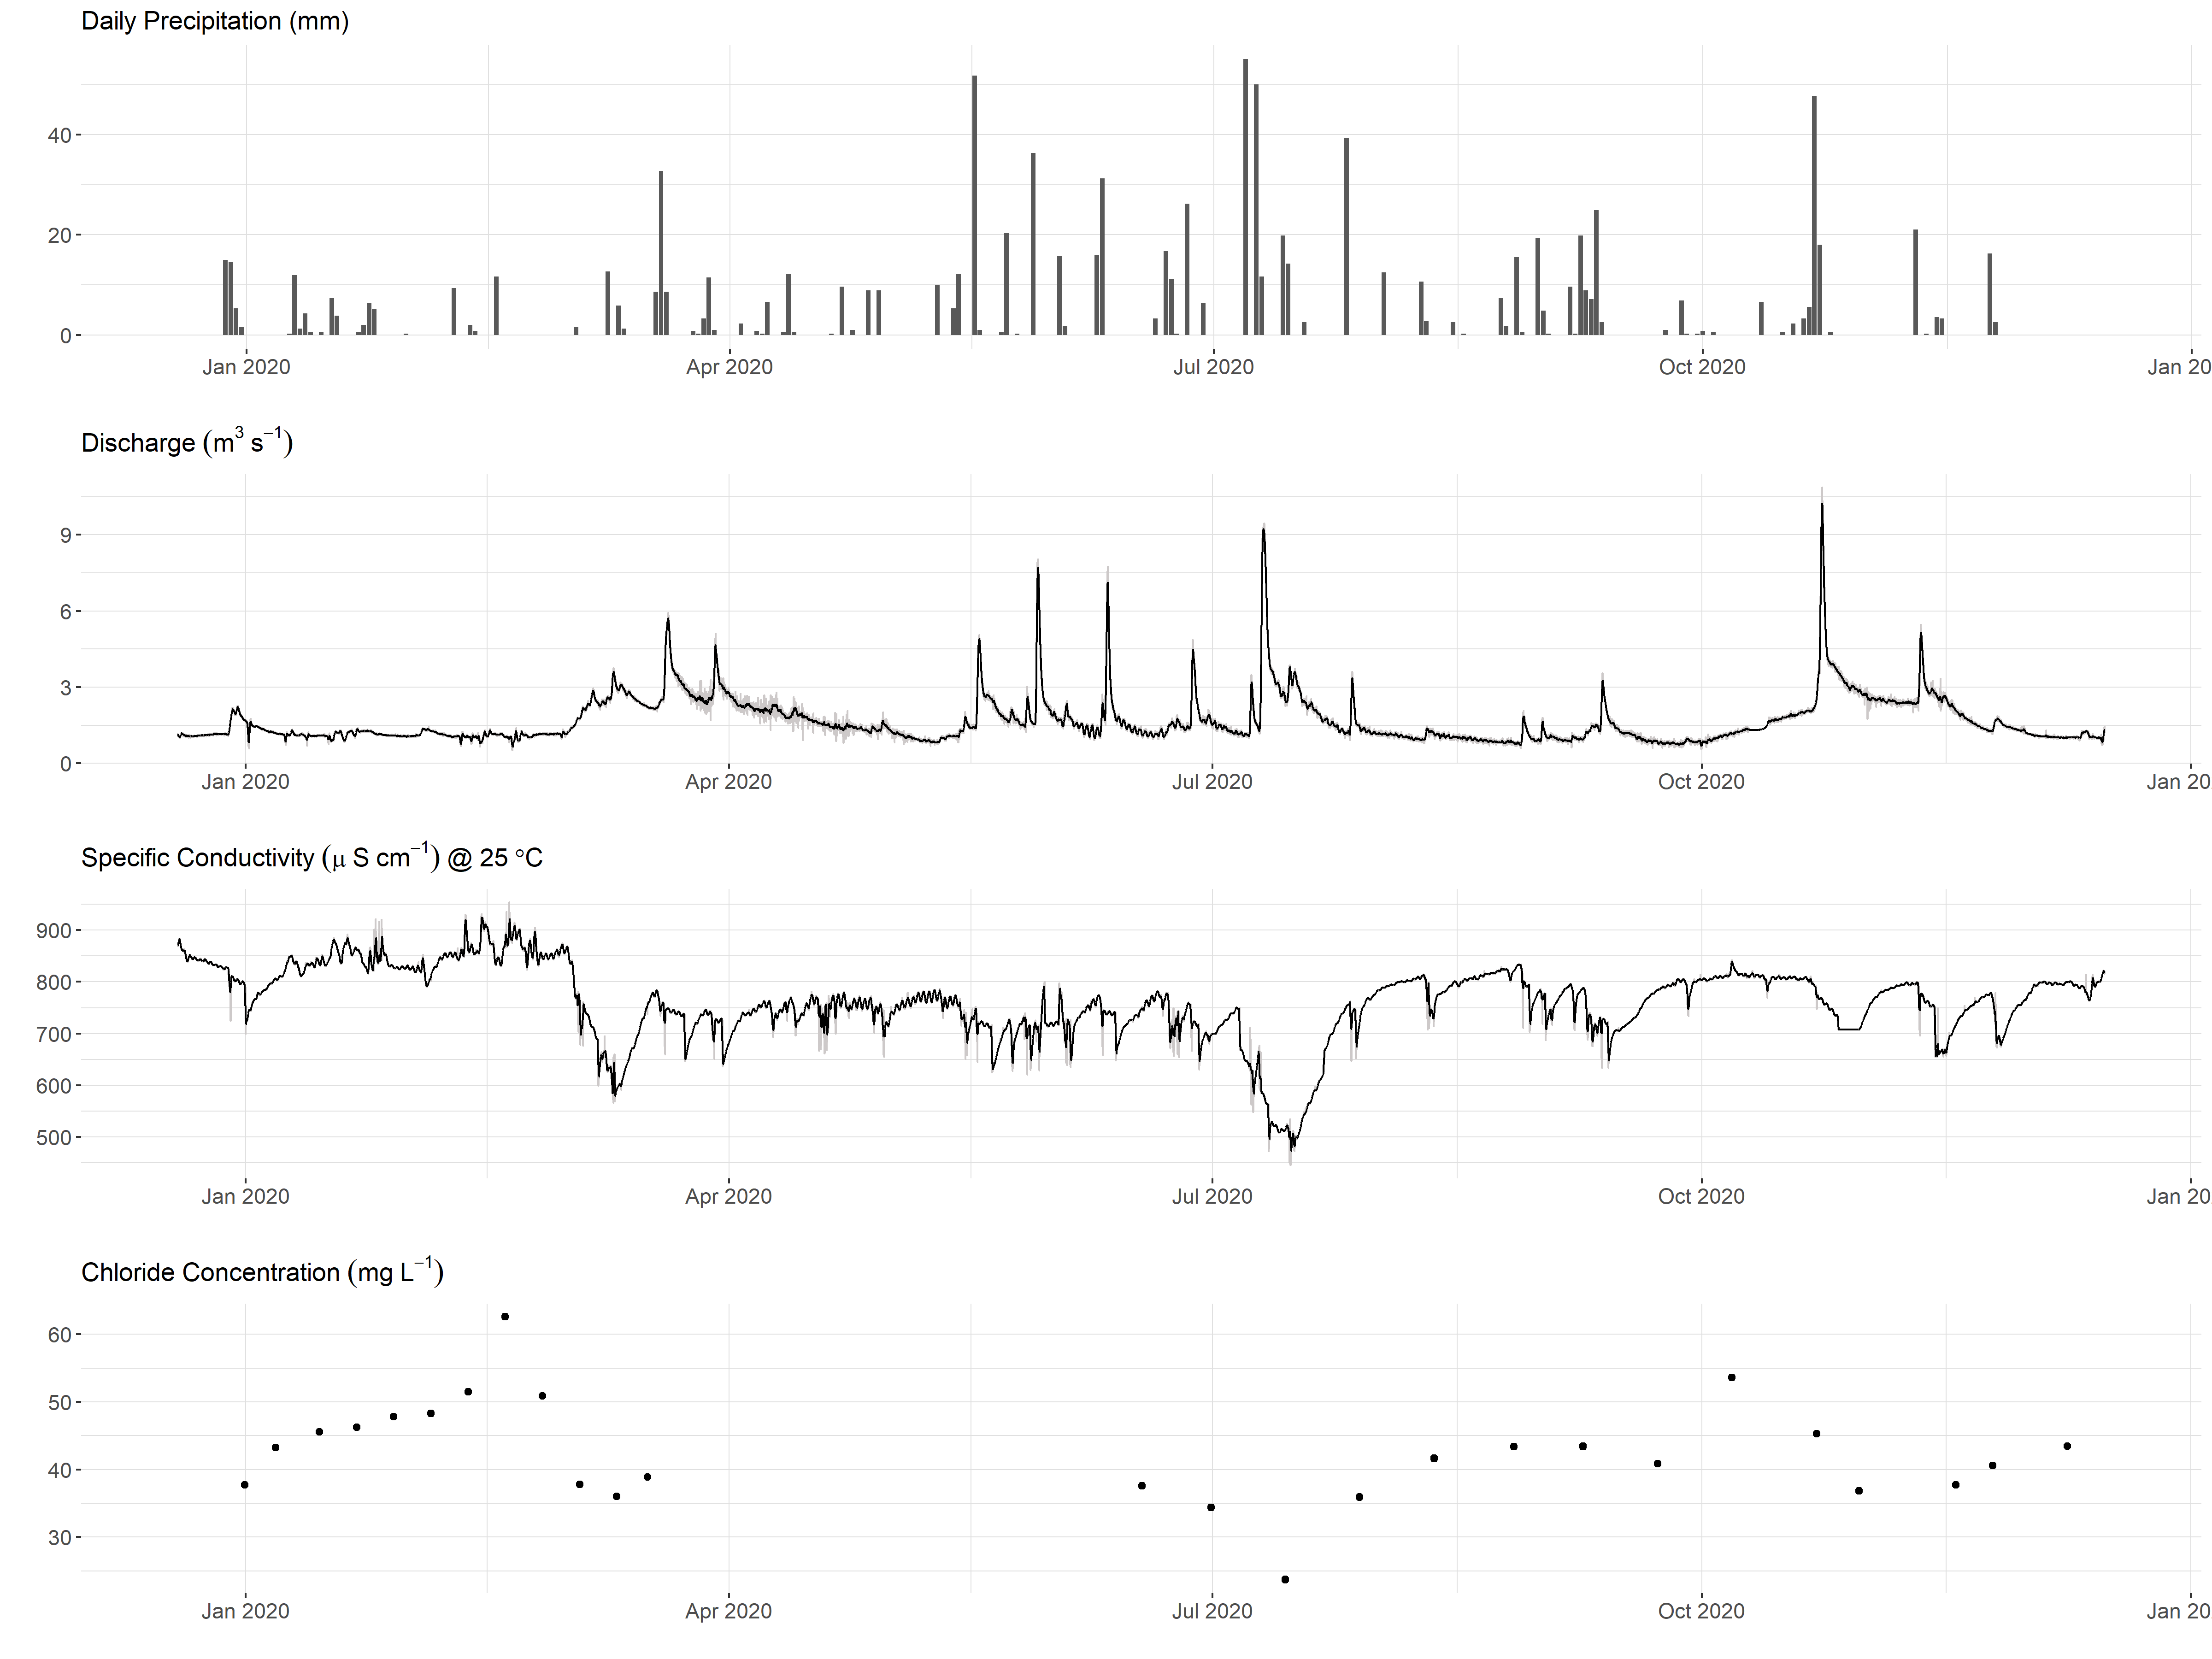 Daily Precipitation (mm)
40
20
0
Jan 2020 Apr 2020 Jul 2020 Oct 2020 Jan 20
Discharge (m³ s⁻¹)
9
6
3
0
Jan 2020 Apr 2020 Jul 2020 Oct 2020 Jan 20
Specific Conductivity (μ S cm⁻¹) @ 25 °C
900
800
700
600
500
Jan 2020 Apr 2020 Jul 2020 Oct 2020 Jan 20
Chloride Concentration (mg L⁻¹)
60
50
40
30
Jan 2020 Apr 2020 Jul 2020 Oct 2020 Jan 20